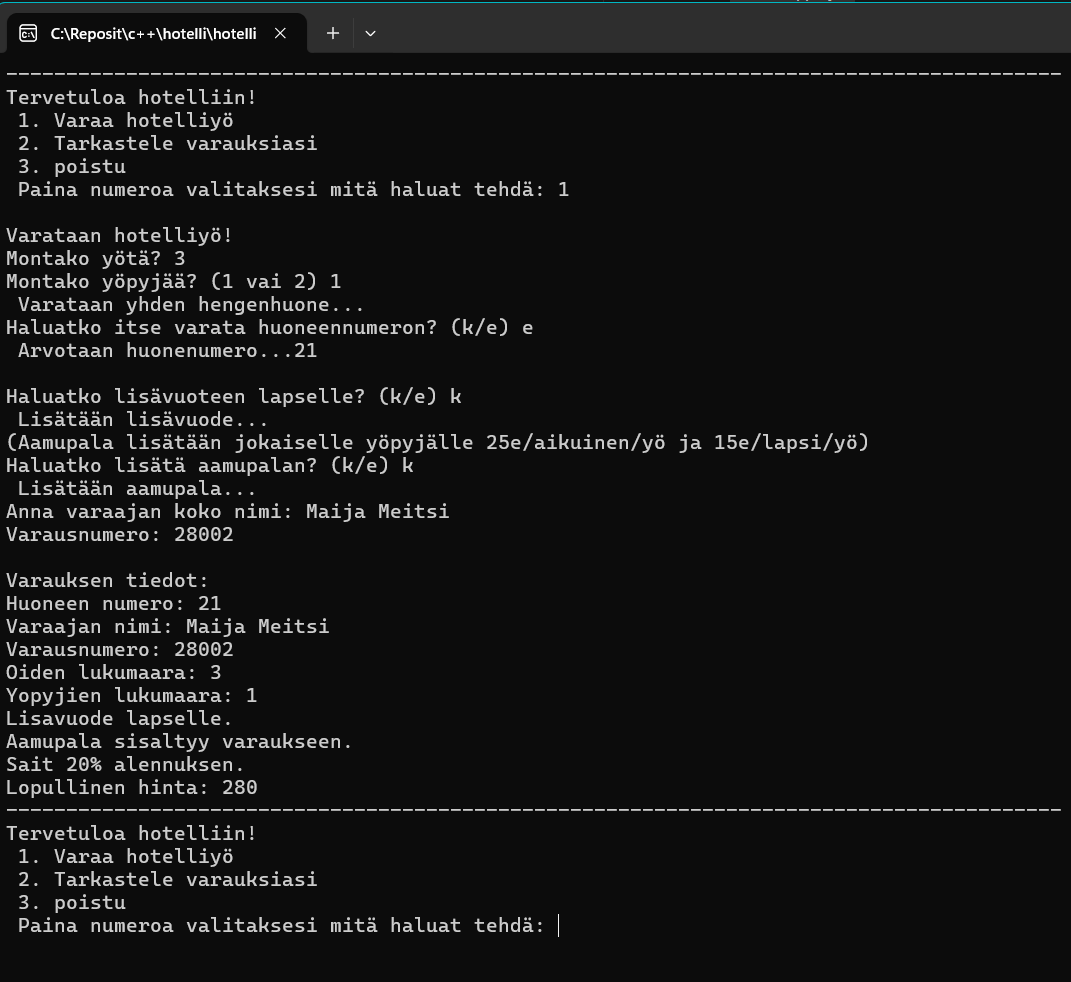 C:\Reposit\c++\hotelli\hotelli
----------------------------------------------------------------------------------------
Tervetuloa hotelliin!
1. Varaa hotelliyö
2. Tarkastele varauksiasi
3. poistu
Paina numeroa valitaksesi mitä haluat tehdä: 1
Varataan hotelliyö!
Montako yötä? 3
Montako yöpyjää? (1 vai 2) 1
Varataan yhden hengenhuone...
Haluatko itse varata huoneennumeron? (k/e) e
Arvotaan huonenumero...21
Haluatko lisävuoteen lapselle? (k/e) k
Lisätään lisävuode...
(Aamupala lisätään jokaiselle yöpyjälle 25e/aikuinen/yö ja 15e/lapsi/yö)
Haluatko lisätä aamupalan? (k/e) k
Lisätään aamupala...
Anna varaajan koko nimi: Maija Meitsi
Varausnumero: 28002
Varauksen tiedot:
Huoneen numero: 21
Varaajan nimi: Maija Meitsi
Varausnumero: 28002
Oiden lukumaara: 3
Yopyjien lukumaara: 1
Lisavuode lapselle.
Aamupala sisaltyy varaukseen.
Sait 20% alennuksen.
Lopullinen hinta: 280
----------------------------------------------------------------------------------------
Tervetuloa hotelliin!
1. Varaa hotelliyö
2. Tarkastele varauksiasi
3. poistu
Paina numeroa valitaksesi mitä haluat tehdä: